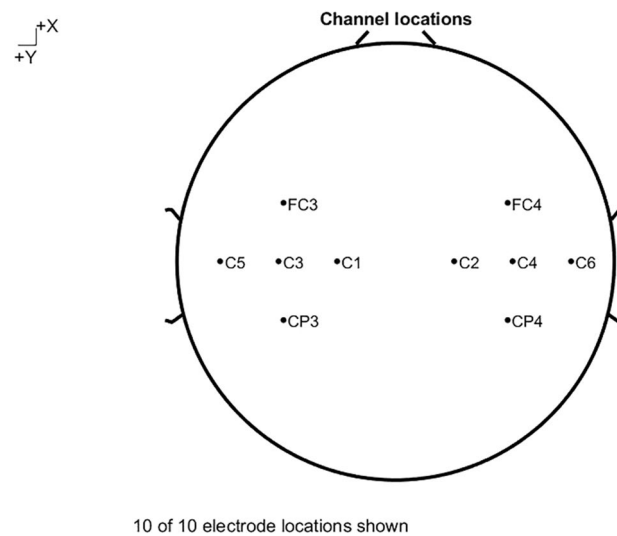 Channel locations
+X
+Y
FC3 FC4
C5 C3 C1 C2 C4 C6
CP3 CP4
10 of 10 electrode locations shown